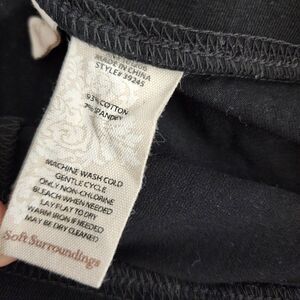 MADE IN CHINA
STYLE# 39245
93% COTTON
7% SPANDEX
MACHINE WASH COLD
GENTLE CYCLE
ONLY NON-CHLORINE
BLEACH WHEN NEEDED
LAY FLAT TO DRY
WARM IRON IF NEEDED
MAY BE DRY CLEANED
Soft Surroundings